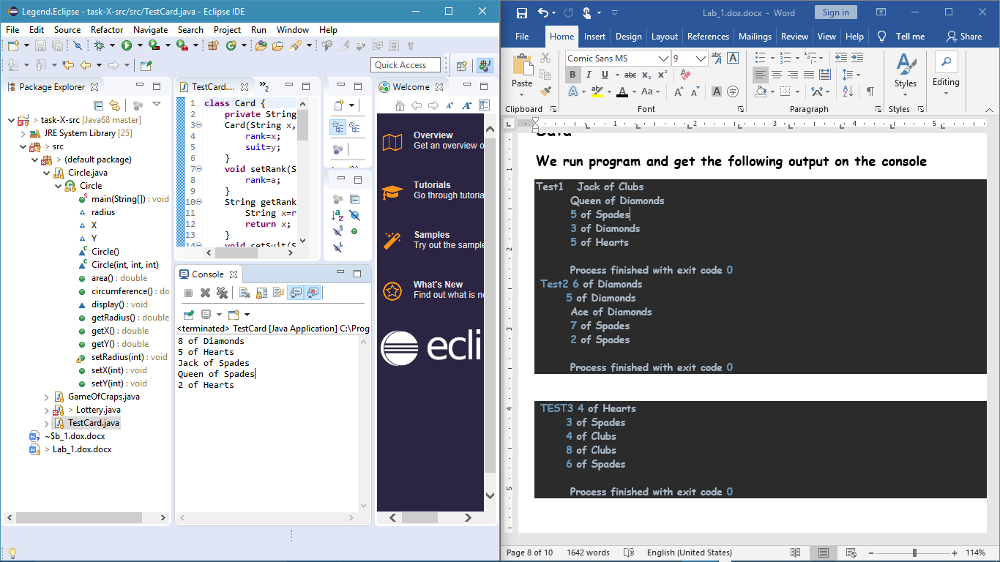 Legend.Eclipse - task-X-src/src/TestCard.java - Eclipse IDE
File Edit Source Refactor Navigate Search Project Run Window Help
Quick Access
Package Explorer
> task-X-src [Java68 master]
JRE System Library [25]
> src
> (default package)
Circle.java
Circle
main(String[]) : void
radius
X
Y
Circle()
Circle(int, int, int)
area() : double
circumference() : do
display() : void
getRadius() : double
getX() : double
getY() : double
setRadius(int) : void
setX(int) : void
setY(int) : void
GameOfCraps.java
> Lottery.java
TestCard.java
~$b_1.dox.docx
> Lab_1.dox.docx
TestCard....
»2
1 class Card {
2 private String
3 Card(String x,
4 rank=x;
5 suit=y;
6 }
7 void setRank(S
8 rank=a;
9 }
10 String getRank
11 String x=r
12 return x;
13 }
14 void setSuit(S
Console
<terminated> TestCard [Java Application] C:\Prog
8 of Diamonds
5 of Hearts
Jack of Spades
Queen of Spades
2 of Hearts
Welcome
Overview
Get an overview o
Tutorials
Go through tutoria
Samples
Try out the sample
What's New
Find out what is ne
ecli
Lab_1.dox.docx - Word
Sign in
File Home Insert Design Layout References Mailings Review View Help Tell me Share
Paste
Clipboard
Comic Sans MS 9
Font
Paragraph
Styles
Styles
Editing
1 2 3 4 5
Data
We run program and get the following output on the console
Test1 Jack of Clubs
Queen of Diamonds
5 of Spades
3 of Diamonds
5 of Hearts
Process finished with exit code 0
Test2 6 of Diamonds
5 of Diamonds
Ace of Diamonds
7 of Spades
2 of Spades
Process finished with exit code 0
TEST3 4 of Hearts
3 of Spades
4 of Clubs
8 of Clubs
6 of Spades
Process finished with exit code 0
Page 8 of 10 1642 words English (United States) 114%